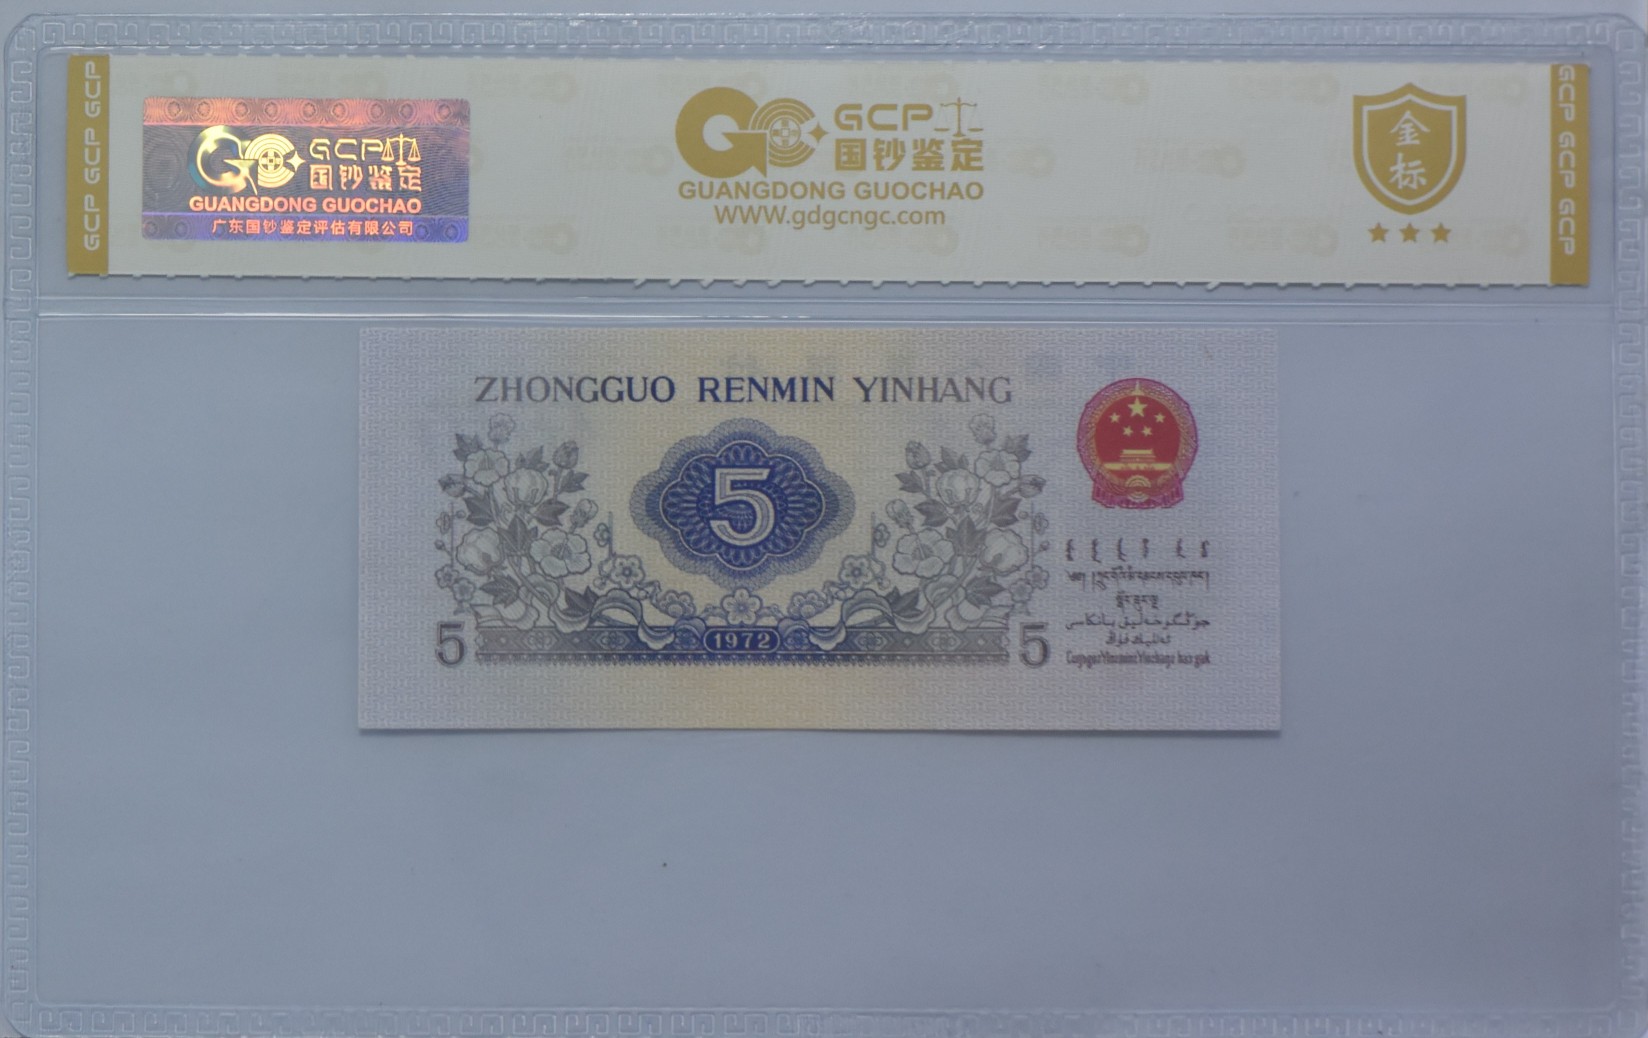 GCP GCP GCP
GCP
国钞鉴定
GUANGDONG GUOCHAO
广东国钞鉴定评估有限公司
GCP
国钞鉴定
GUANGDONG GUOCHAO
WWW.gdgcngc.com
金
标
GCP GCP GCP
ZHONGGUO RENMIN YINHANG
5
5
1972
5